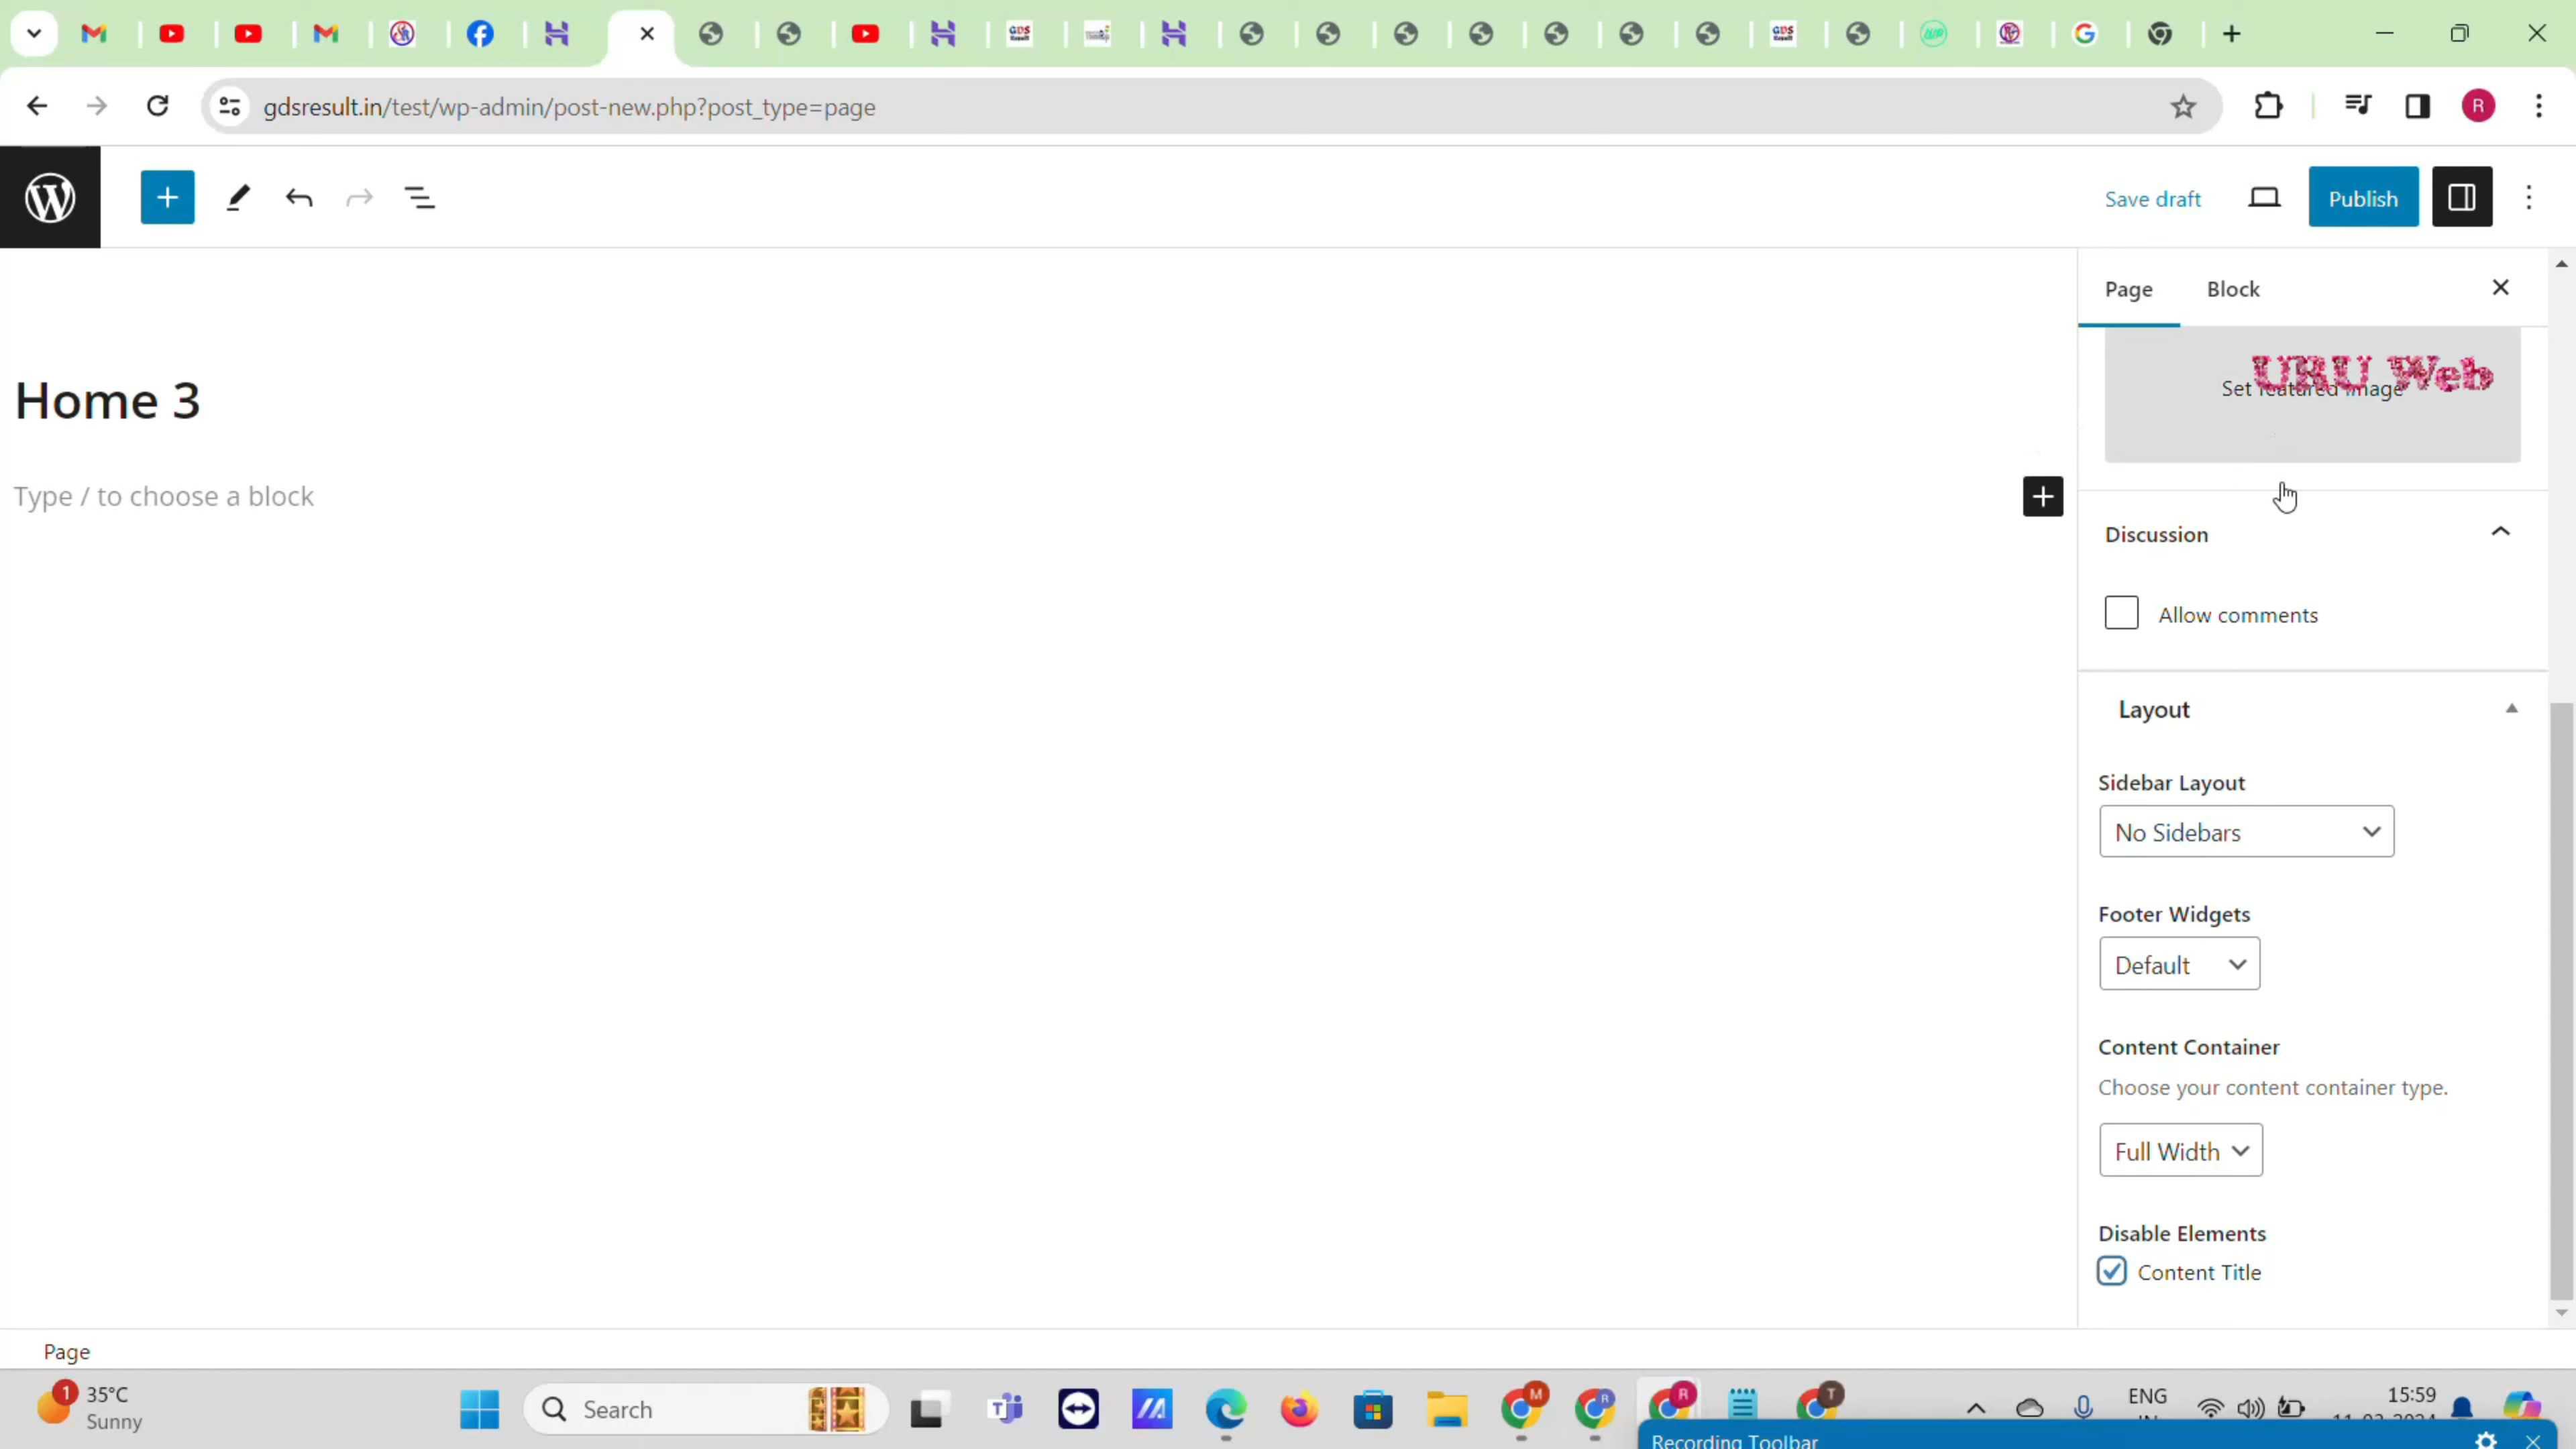 gdsresult.in/test/wp-admin/post-new.php?post_type=page
R
Save draft
Publish
Page
Block
URU Web
Set featured image
Home 3
Type / to choose a block
Discussion
Allow comments
Layout
Sidebar Layout
No Sidebars
Footer Widgets
Default
Content Container
Choose your content container type.
Full Width
Disable Elements
Content Title
Page
1
35°C
Sunny
Search
M
R
R
T
ENG
15:59
Recording Toolbar